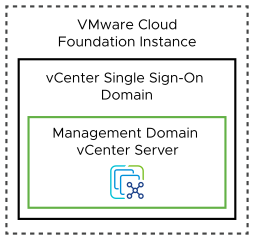 VMware Cloud
Foundation Instance
vCenter Single Sign-On
Domain
Management Domain
vCenter Server